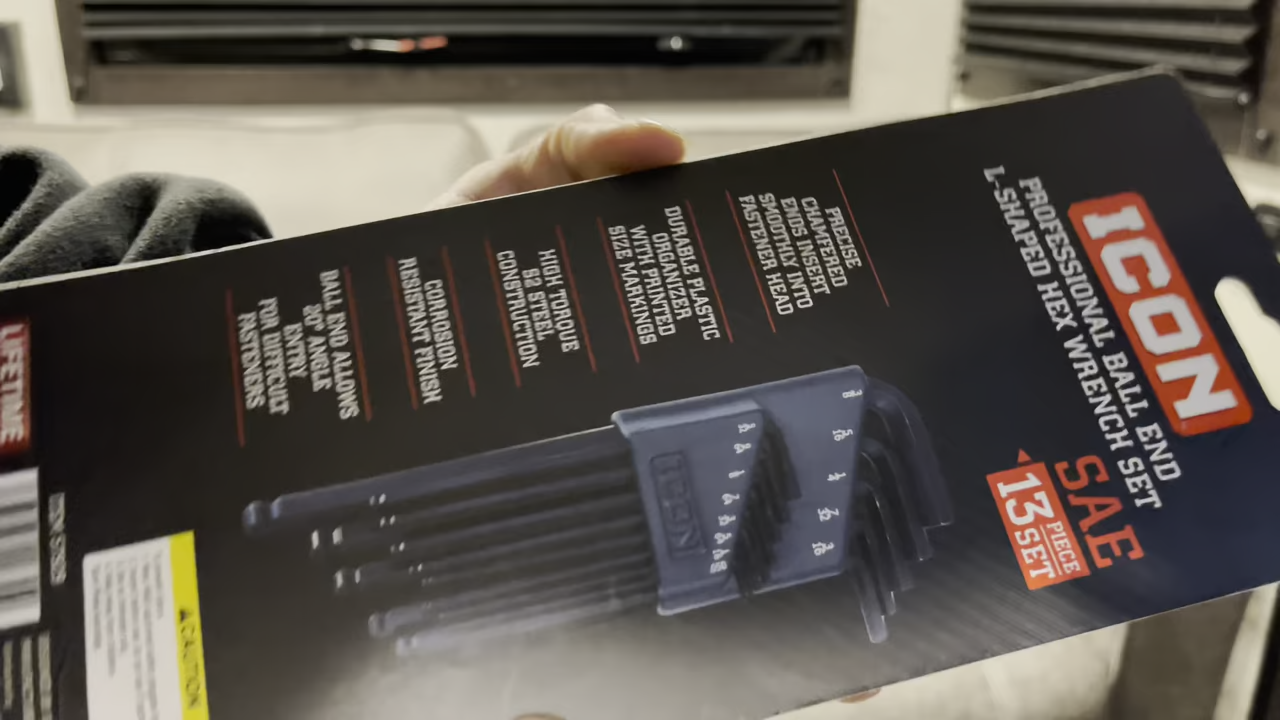 ICON
PROFESSIONAL BALL END
L-SHAPED HEX WRENCH SET
SAE
13 PIECE
SET
PRECISE
CHAMFERED
ENDS INSERT
SMOOTHLY INTO
FASTENER HEAD
DURABLE PLASTIC
ORGANIZER
WITH PRINTED
SIZE MARKINGS
HIGH TORQUE
S2 STEEL
CONSTRUCTION
CORROSION
RESISTANT FINISH
BALL END ALLOWS
20° ANGLE
ENTRY
FOR DIFFICULT
FASTENERS
3/8
5/16
1/4
7/32
3/16
ICON
LIFETIME
⚠CAUTION